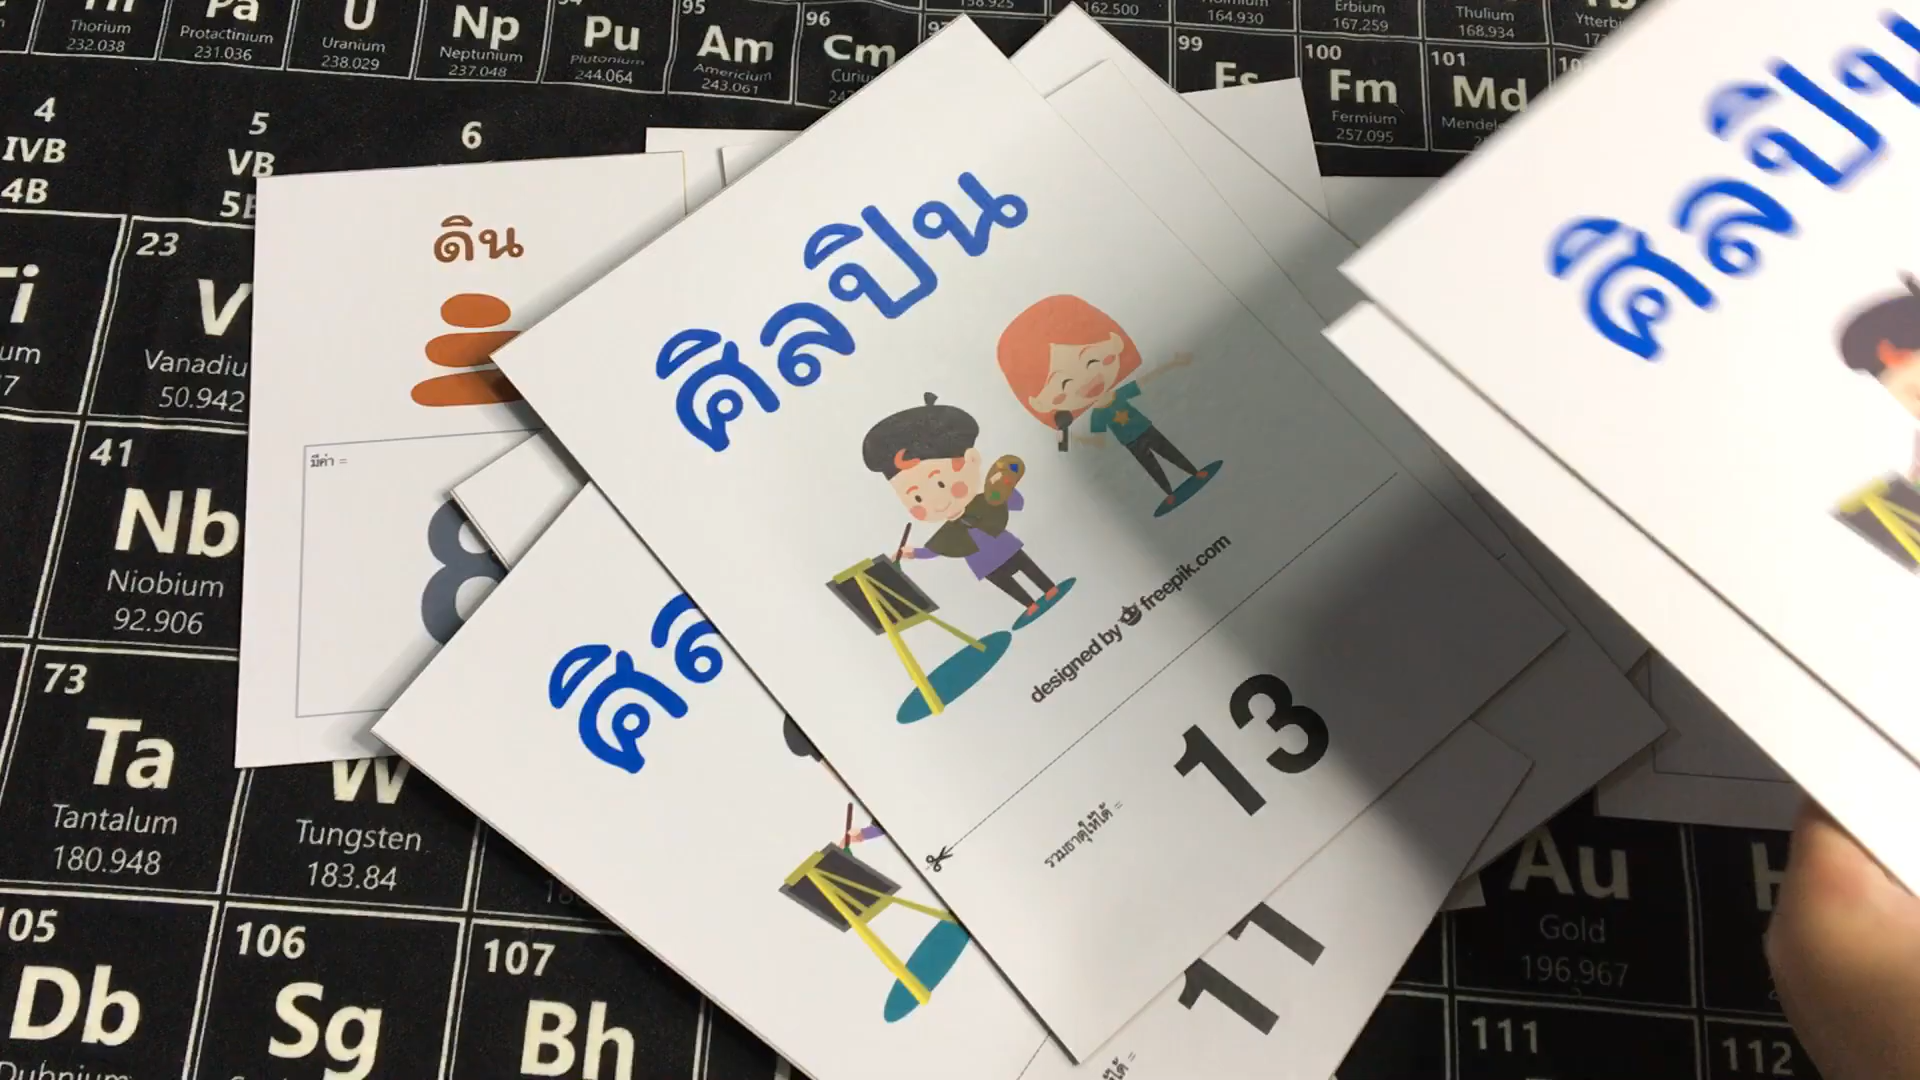 Thorium
232.038
Pa
Protactinium
231.036
U
Uranium
238.029
Np
Neptunium
237.048
Pu
Plutonium
244.064
95
Am
Americium
243.061
96
Cm
162.500
164.930
Erbium
167.259
Thulium
168.934
99
Es
100
Fm
Fermium
257.095
101
Md
4
IVB
4B
5
VB
6
23
V
50.942
41
Nb
Niobium
92.906
73
Ta
Tantalum
180.948
W
Tungsten
183.84
105
Db
Dubnium
106
Sg
107
Bh
Au
Gold
196.967
111
112
ดิน
มีค่า =
8
ศิลปิน
designed by freepik.com
รวมธาตุให้ได้ =
13
11
ศิลปิน